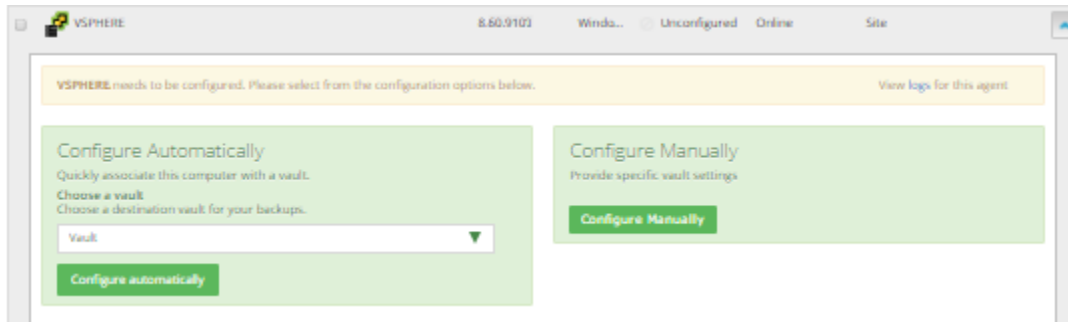 VSPHERE 8.60.9103 Windo... Unconfigured Online Site
VSPHERE needs to be configured. Please select from the configuration options below. View logs for this agent
Configure Automatically
Quickly associate this computer with a vault.
Choose a vault
Choose a destination vault for your backups.
Vault
Configure automatically
Configure Manually
Provide specific vault settings
Configure Manually